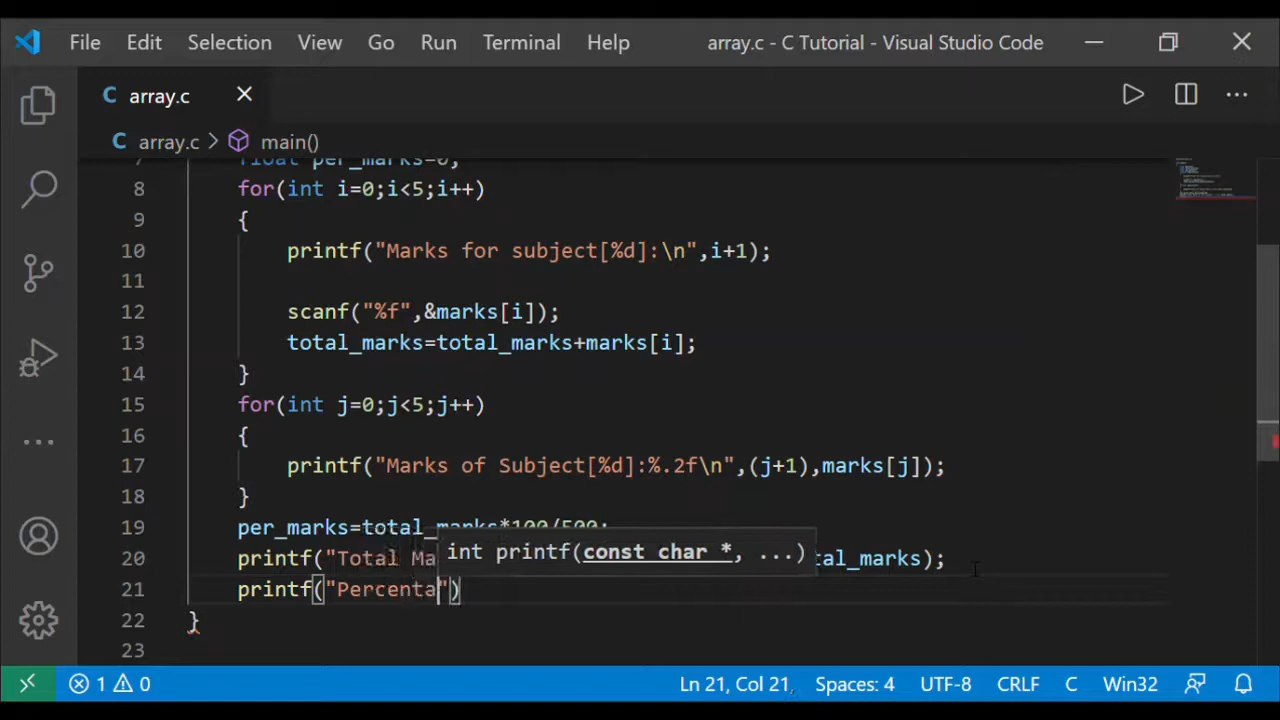 File Edit Selection View Go Run Terminal Help array.c - C Tutorial - Visual Studio Code
C array.c
C array.c > main()
7 float per_marks=0;
8 for(int i=0;i<5;i++)
9 {
10 printf("Marks for subject[%d]:\n",i+1);
11
12 scanf("%f",&marks[i]);
13 total_marks=total_marks+marks[i];
14 }
15 for(int j=0;j<5;j++)
16 {
17 printf("Marks of Subject[%d]:%.2f\n",(j+1),marks[j]);
18 }
19 per_marks=total_marks*100/500;
20 printf("Total Ma tal_marks);
int printf(const char *, ...)
21 printf("Percenta")
22 }
23
1 0 Ln 21, Col 21, Spaces: 4 UTF-8 CRLF C Win32